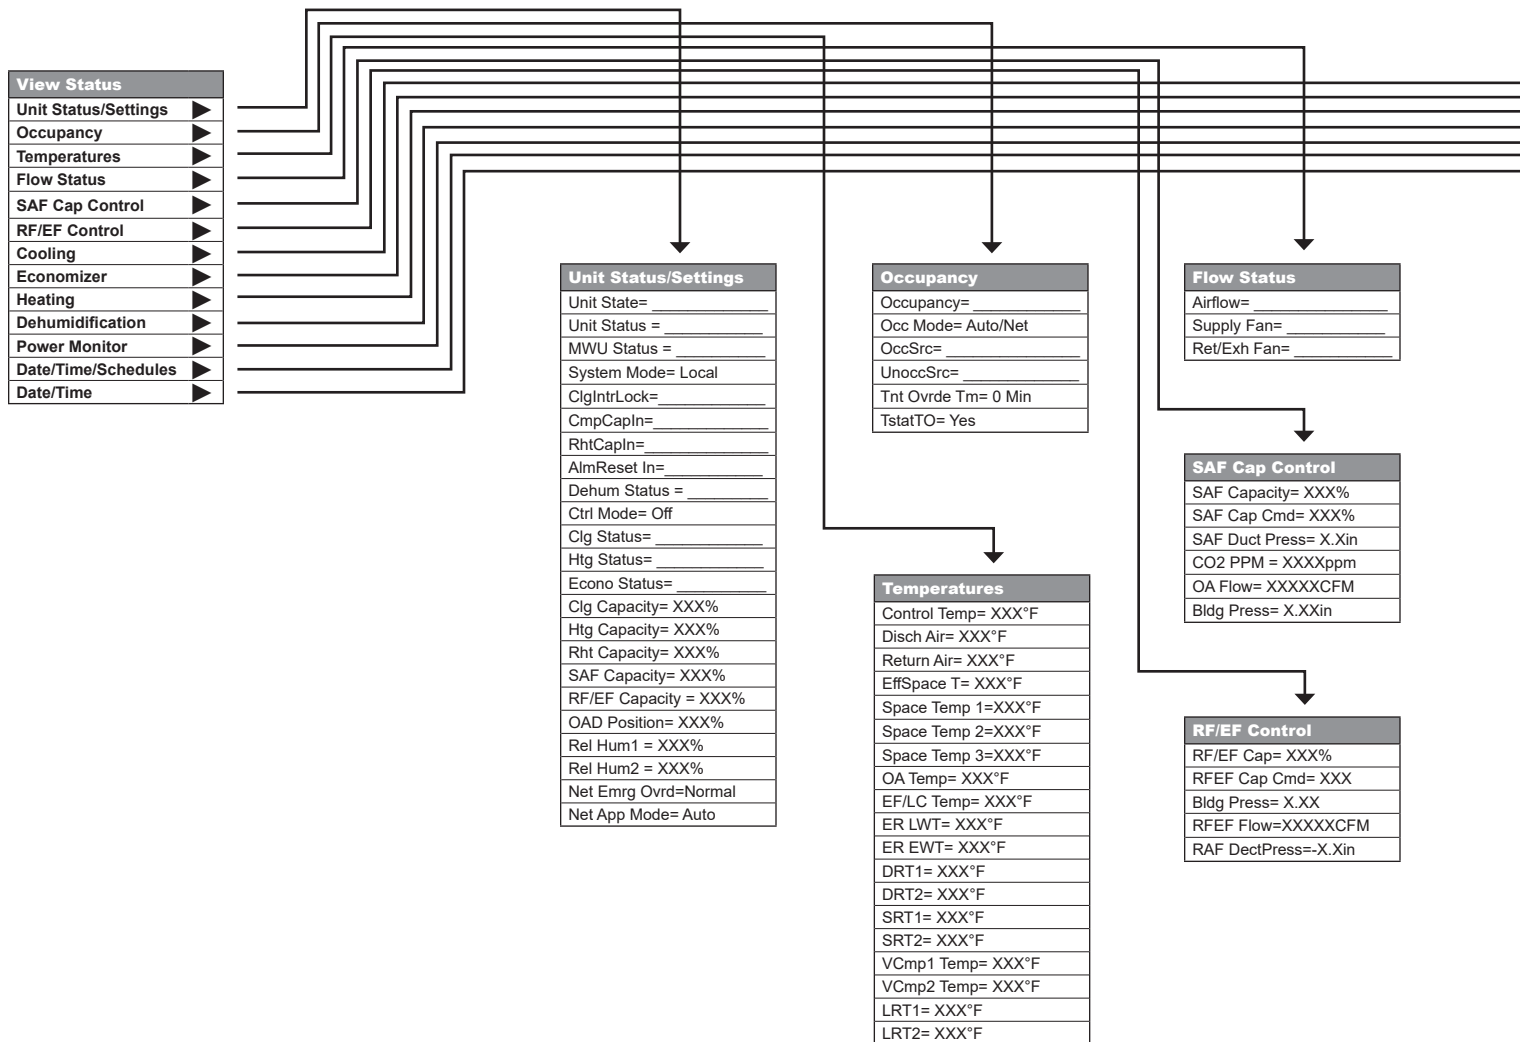 View Status
Unit Status/Settings
Occupancy
Temperatures
Flow Status
SAF Cap Control
RF/EF Control
Cooling
Economizer
Heating
Dehumidification
Power Monitor
Date/Time/Schedules
Date/Time
Unit Status/Settings
Unit State= _____________
Unit Status = ___________
MWU Status = __________
System Mode= Local
ClgIntrLock=____________
CmpCapIn=_____________
RhtCapIn=______________
AlmReset In=___________
Dehum Status = _________
Ctrl Mode= Off
Clg Status= ____________
Htg Status= ____________
Econo Status= __________
Clg Capacity= XXX%
Htg Capacity= XXX%
Rht Capacity= XXX%
SAF Capacity= XXX%
RF/EF Capacity = XXX%
OAD Position= XXX%
Rel Hum1 = XXX%
Rel Hum2 = XXX%
Net Emrg Ovrd=Normal
Net App Mode= Auto
Occupancy
Occupancy= ____________
Occ Mode= Auto/Net
OccSrc= _______________
UnoccSrc= _____________
Tnt Ovrde Tm= 0 Min
TstatTO= Yes
Temperatures
Control Temp= XXX°F
Disch Air= XXX°F
Return Air= XXX°F
EffSpace T= XXX°F
Space Temp 1=XXX°F
Space Temp 2=XXX°F
Space Temp 3=XXX°F
OA Temp= XXX°F
EF/LC Temp= XXX°F
ER LWT= XXX°F
ER EWT= XXX°F
DRT1= XXX°F
DRT2= XXX°F
SRT1= XXX°F
SRT2= XXX°F
VCmp1 Temp= XXX°F
VCmp2 Temp= XXX°F
LRT1= XXX°F
LRT2= XXX°F
Flow Status
Airflow= _______________
Supply Fan= ___________
Ret/Exh Fan= ___________
SAF Cap Control
SAF Capacity= XXX%
SAF Cap Cmd= XXX%
SAF Duct Press= X.Xin
CO2 PPM = XXXXppm
OA Flow= XXXXXCFM
Bldg Press= X.XXin
RF/EF Control
RF/EF Cap= XXX%
RFEF Cap Cmd= XXX
Bldg Press= X.XX
RFEF Flow=XXXXXCFM
RAF DectPress=-X.Xin